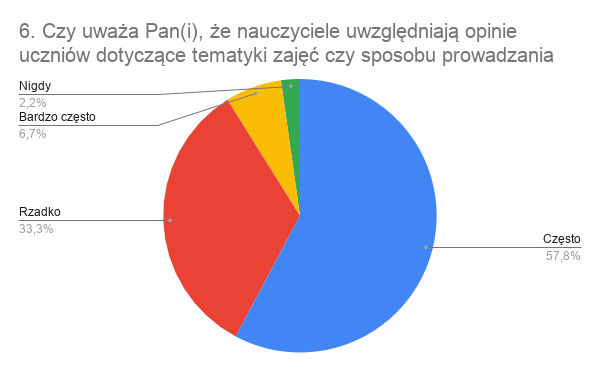 6. Czy uważa Pan(i), że nauczyciele uwzględniają opinie
uczniów dotyczące tematyki zajęć czy sposobu prowadzania
Nigdy
2,2%
Bardzo często
6,7%
Rzadko
33,3%
Często
57,8%